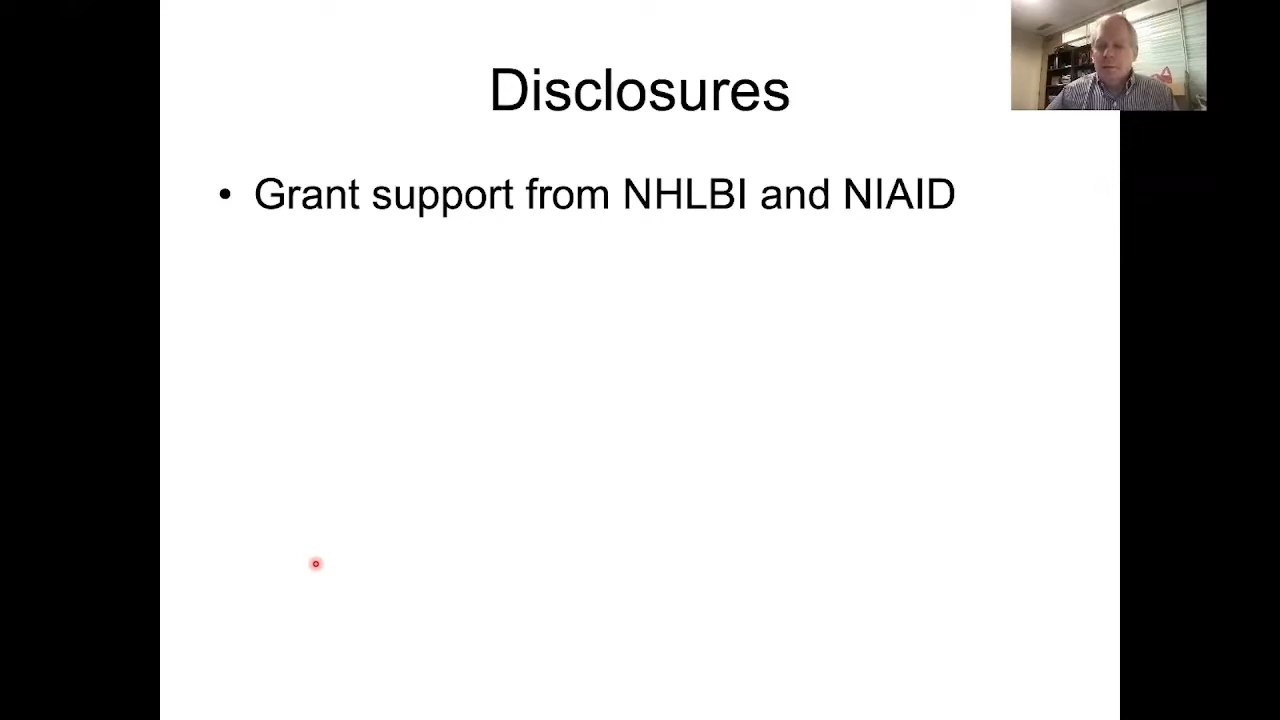 Disclosures
• Grant support from NHLBI and NIAID